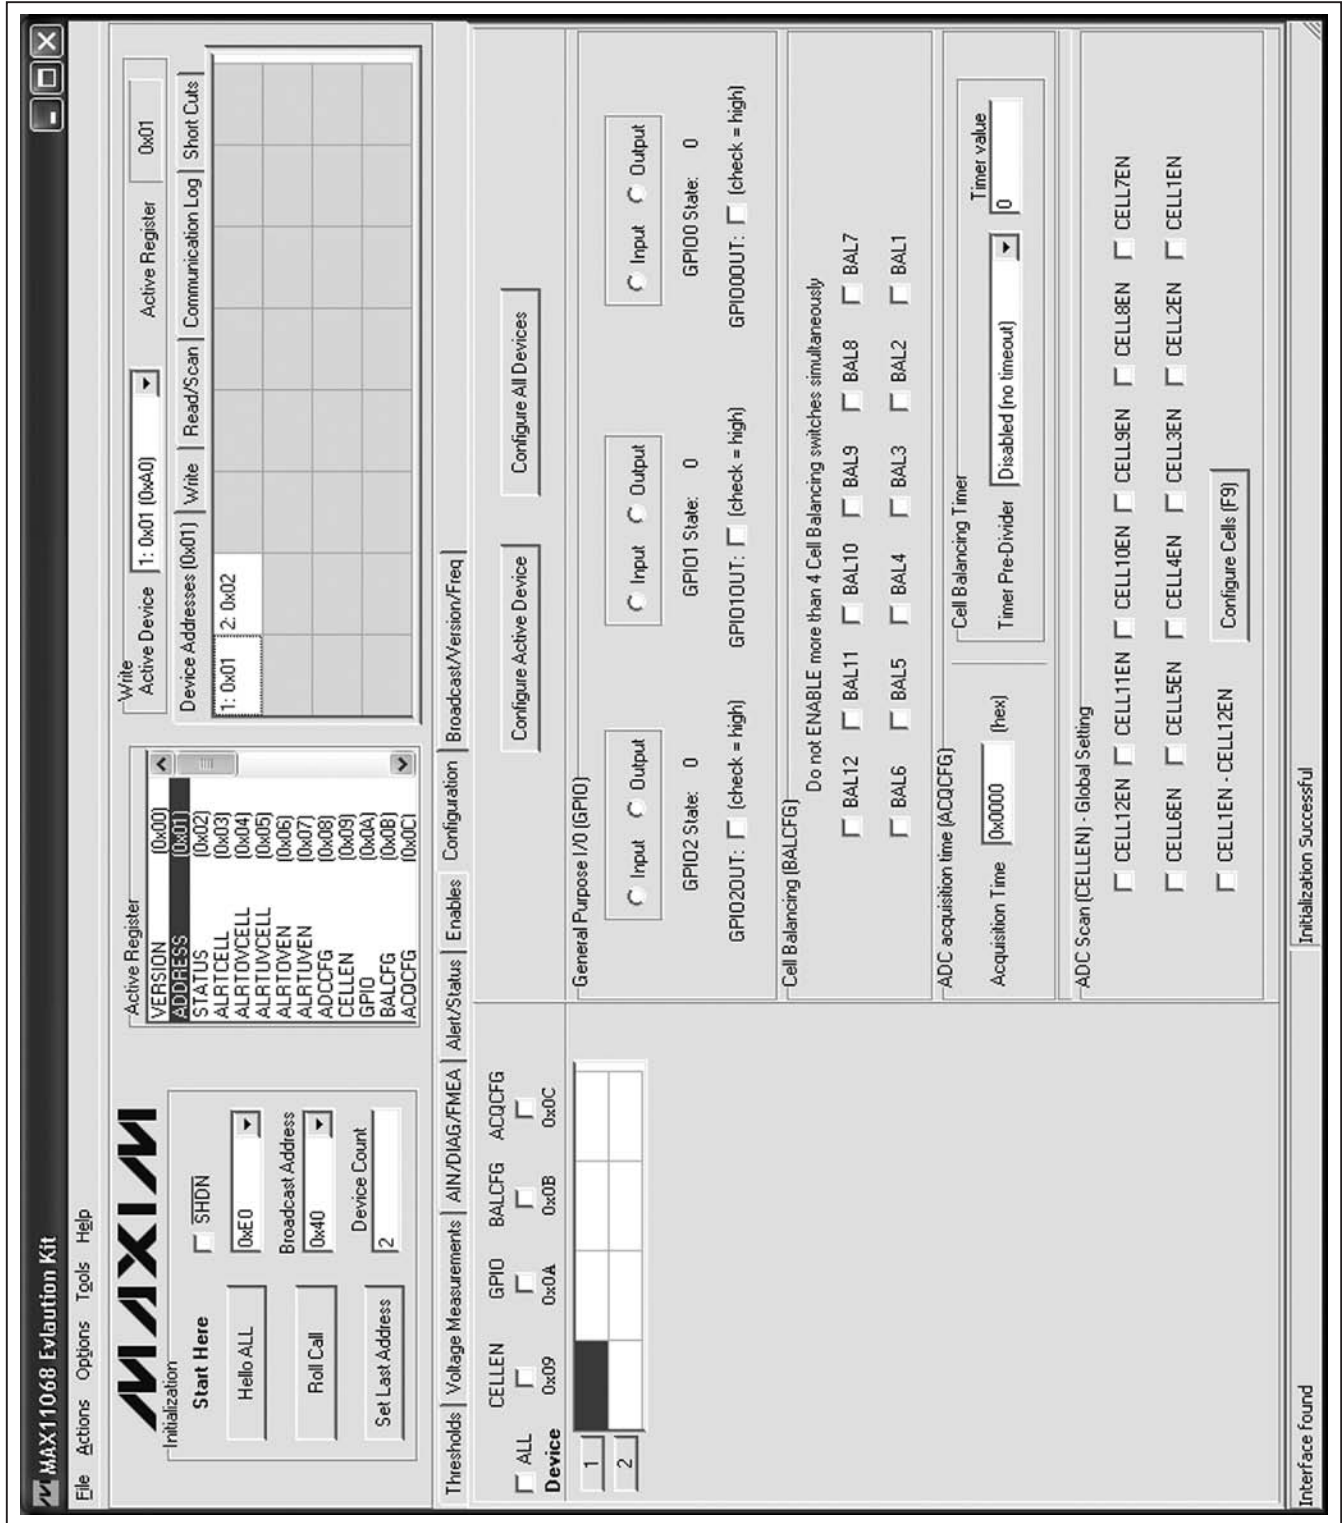 MAX11068 Evlaution Kit
File Actions Options Tools Help
MAXIM
Initialization
Start Here
SHDN
Hello ALL
0xE0
Broadcast Address
Roll Call
0x40
Device Count
Set Last Address
2
Active Register
VERSION (0x00)
ADDRESS (0x01)
STATUS (0x02)
ALRTCELL (0x03)
ALRTOVCELL (0x04)
ALRTUVCELL (0x05)
ALRTOVEN (0x06)
ALRTUVEN (0x07)
ADCCFG (0x08)
CELLEN (0x09)
GPIO (0x0A)
BALCFG (0x0B)
ACQCFG (0x0C)
Write
Active Device 1: 0x01 (0xA0) Active Register 0x01
Device Addresses (0x01) Write Read/Scan Communication Log Short Cuts
1: 0x01 2: 0x02
Thresholds Voltage Measurements AIN/DIAG/FMEA Alert/Status Enables Configuration Broadcast/Version/Freq
CELLEN GPIO BALCFG ACQCFG
ALL
Device 0x09 0x0A 0x0B 0x0C
1
2
Configure Active Device Configure All Devices
General Purpose I/O (GPIO)
Input Output Input Output Input Output
GPIO2 State: 0 GPIO1 State: 0 GPIO0 State: 0
GPIO2OUT: (check = high) GPIO1OUT: (check = high) GPIO0OUT: (check = high)
Cell Balancing (BALCFG)
Do not ENABLE more than 4 Cell Balancing switches simultaneously
BAL12 BAL11 BAL10 BAL9 BAL8 BAL7
BAL6 BAL5 BAL4 BAL3 BAL2 BAL1
ADC acquisition time (ACQCFG)
Acquisition Time 0x0000 (hex)
Cell Balancing Timer
Timer value
Timer Pre-Divider Disabled (no timeout) 0
ADC Scan (CELLEN) - Global Setting
CELL12EN CELL11EN CELL10EN CELL9EN CELL8EN CELL7EN
CELL6EN CELL5EN CELL4EN CELL3EN CELL2EN CELL1EN
CELL1EN - CELL12EN Configure Cells (F9)
Interface Found Initialization Successful